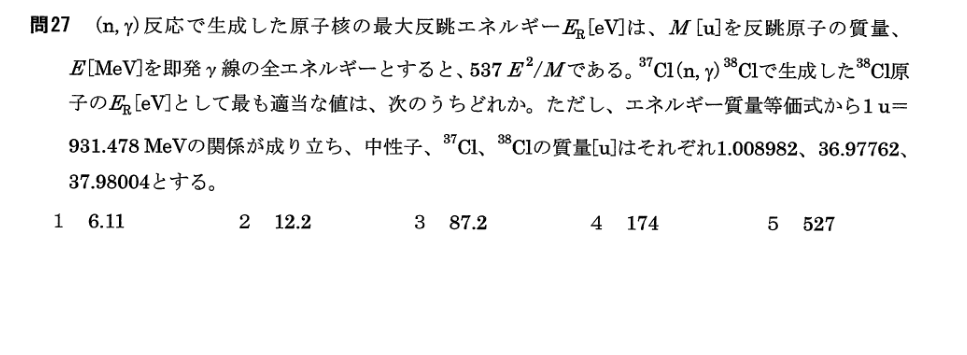 問27 (n, γ)反応で生成した原子核の最大反跳エネルギーER[eV]は、M [u]を反跳原子の質量、
E[MeV]を即発γ線の全エネルギーとすると、537 E²/Mである。³⁷Cl(n, γ)³⁸Clで生成した³⁸Cl原
子のER[eV]として最も適当な値は、次のうちどれか。ただし、エネルギー質量等価式から1 u=
931.478 MeVの関係が成り立ち、中性子、³⁷Cl、³⁸Clの質量[u]はそれぞれ1.008982、36.97762、
37.98004とする。
1 6.11 2 12.2 3 87.2 4 174 5 527